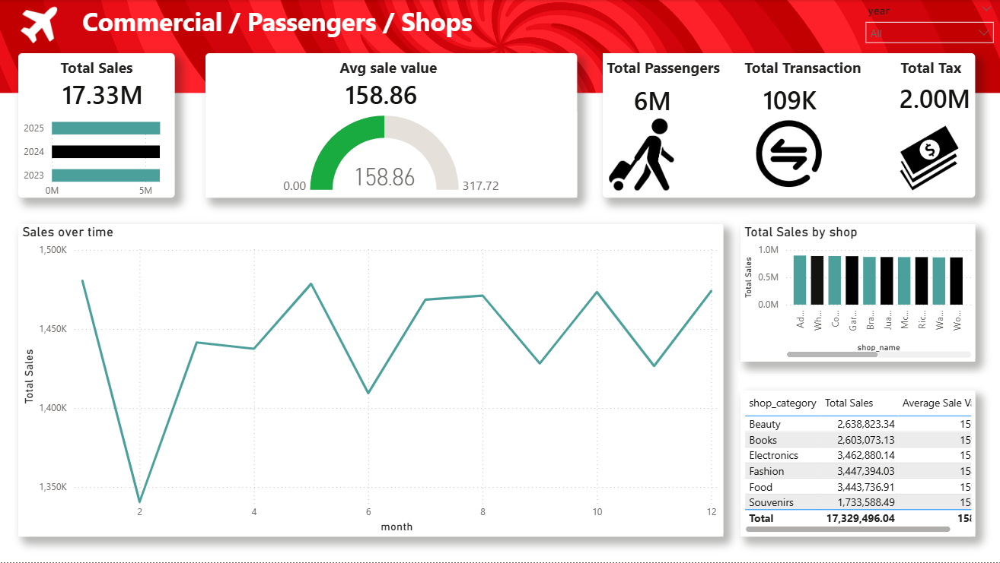 Commercial / Passengers / Shops
year
All
Total Sales
17.33M
2025
2024
2023
0M 5M
Avg sale value
158.86
158.86
0.00 317.72
Total Passengers Total Transaction Total Tax
6M 109K 2.00M
Sales over time
1,500K
1,450K
1,400K
1,350K
Total Sales
2 4 6 8 10 12
month
Total Sales by shop
1.0M
0.5M
0.0M
Total Sales
Ad... Wh... Co... Gar... Bra... Jua... Mc... Ric... Wa... Wo...
shop_name
shop_category Total Sales Average Sale V
Beauty 2,638,823.34 15
Books 2,603,073.13 15
Electronics 3,462,880.14 15
Fashion 3,447,394.03 15
Food 3,443,736.91 15
Souvenirs 1,733,588.49 15
Total 17,329,496.04 158